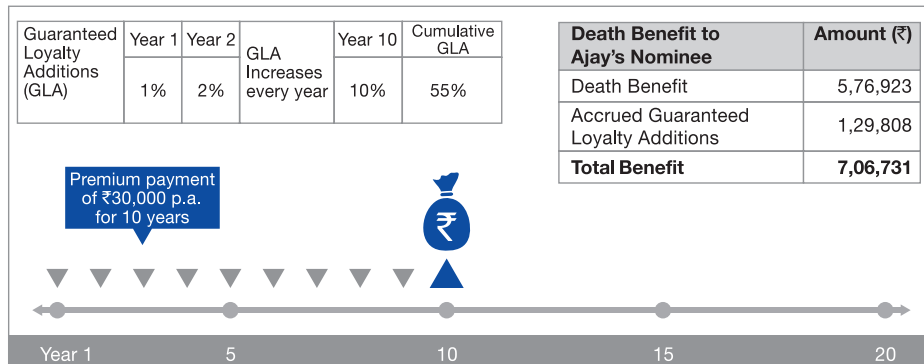 Guaranteed Loyalty Additions (GLA)
Year 1
Year 2
GLA Increases every year
Year 10
Cumulative GLA
1%
2%
10%
55%
Death Benefit to Ajay's Nominee
Amount (₹)
Death Benefit
5,76,923
Accrued Guaranteed Loyalty Additions
1,29,808
Total Benefit
7,06,731
Premium payment
of ₹30,000 p.a.
for 10 years
₹
Year 1
5
10
15
20